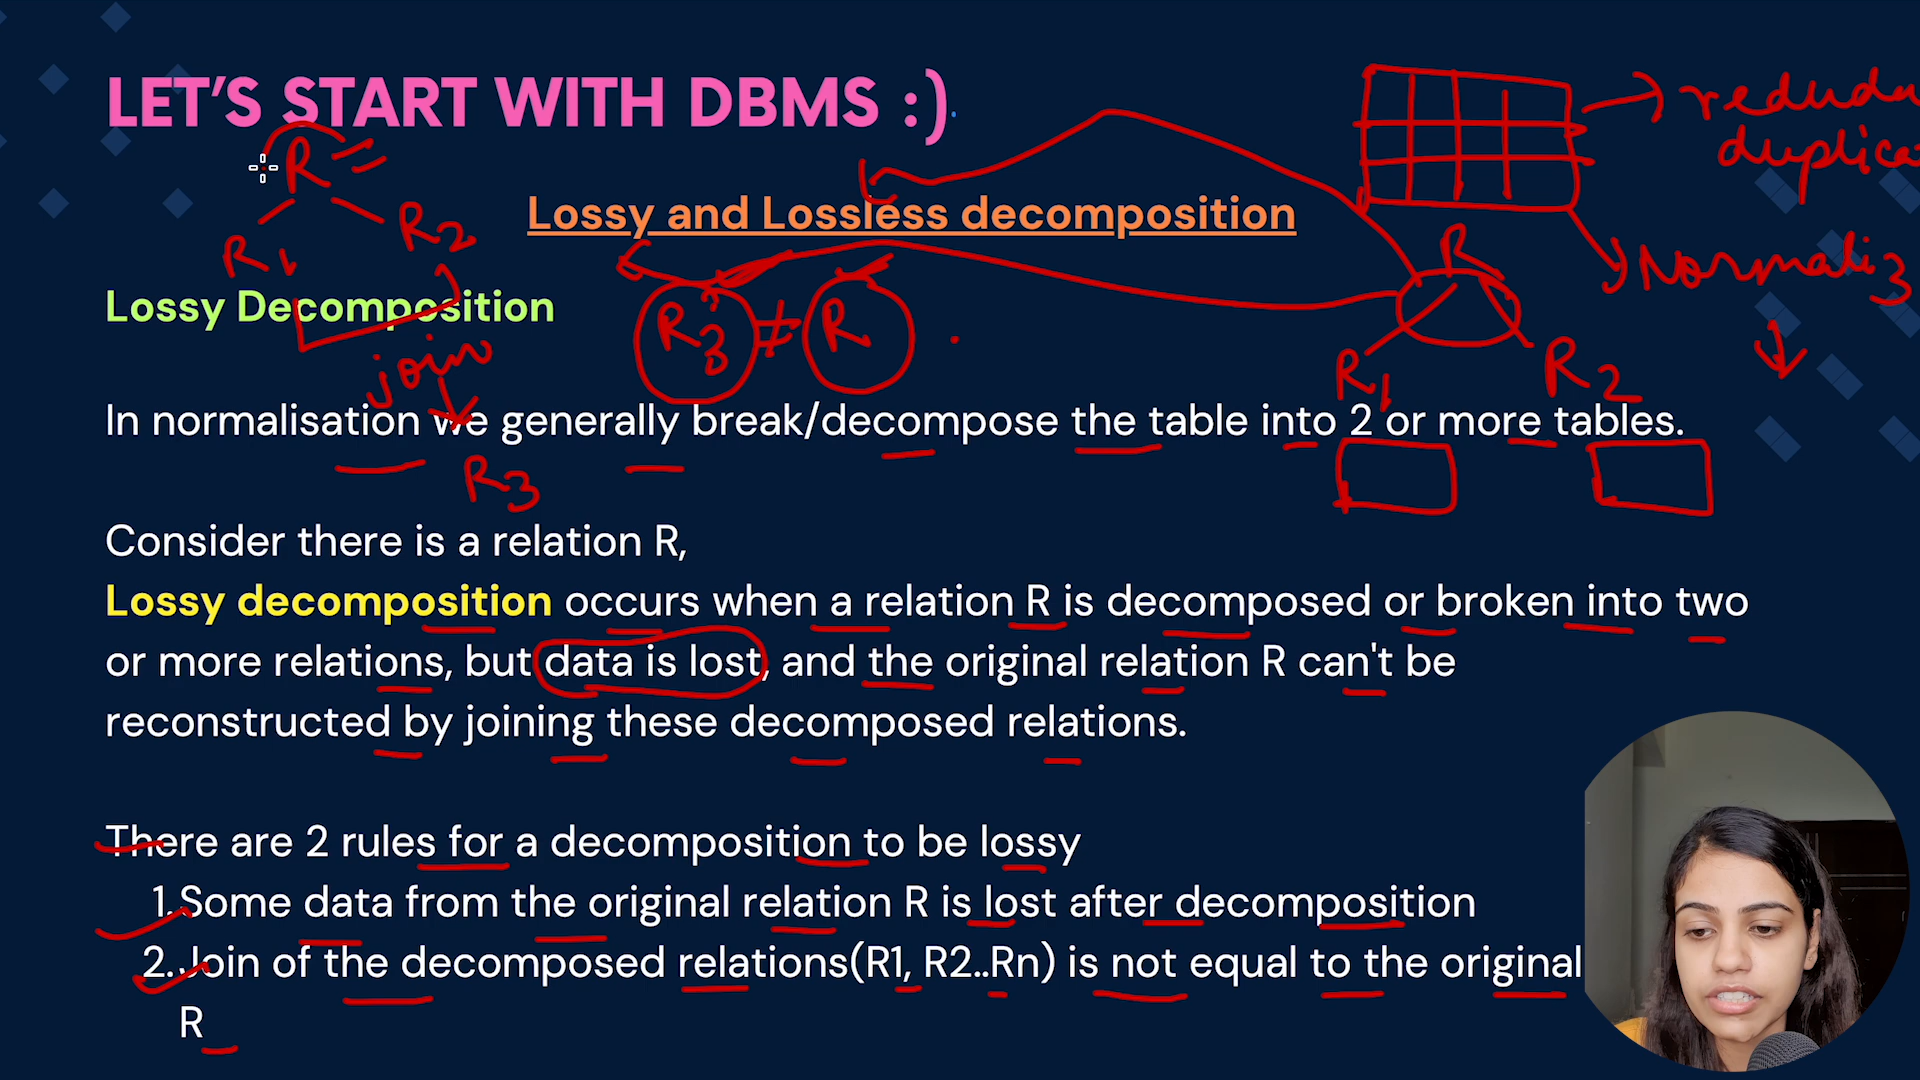 LET'S START WITH DBMS :)
reduda
duplica
R
Lossy and Lossless decomposition
R1 R2
R
Normaliz
Lossy Decomposition
R3 ≠ R
join
R1 R2
In normalisation we generally break/decompose the table into 2 or more tables.
R3
Consider there is a relation R,
Lossy decomposition occurs when a relation R is decomposed or broken into two
or more relations, but data is lost, and the original relation R can't be
reconstructed by joining these decomposed relations.
There are 2 rules for a decomposition to be lossy
1. Some data from the original relation R is lost after decomposition
2. Join of the decomposed relations(R1, R2..Rn) is not equal to the original
R